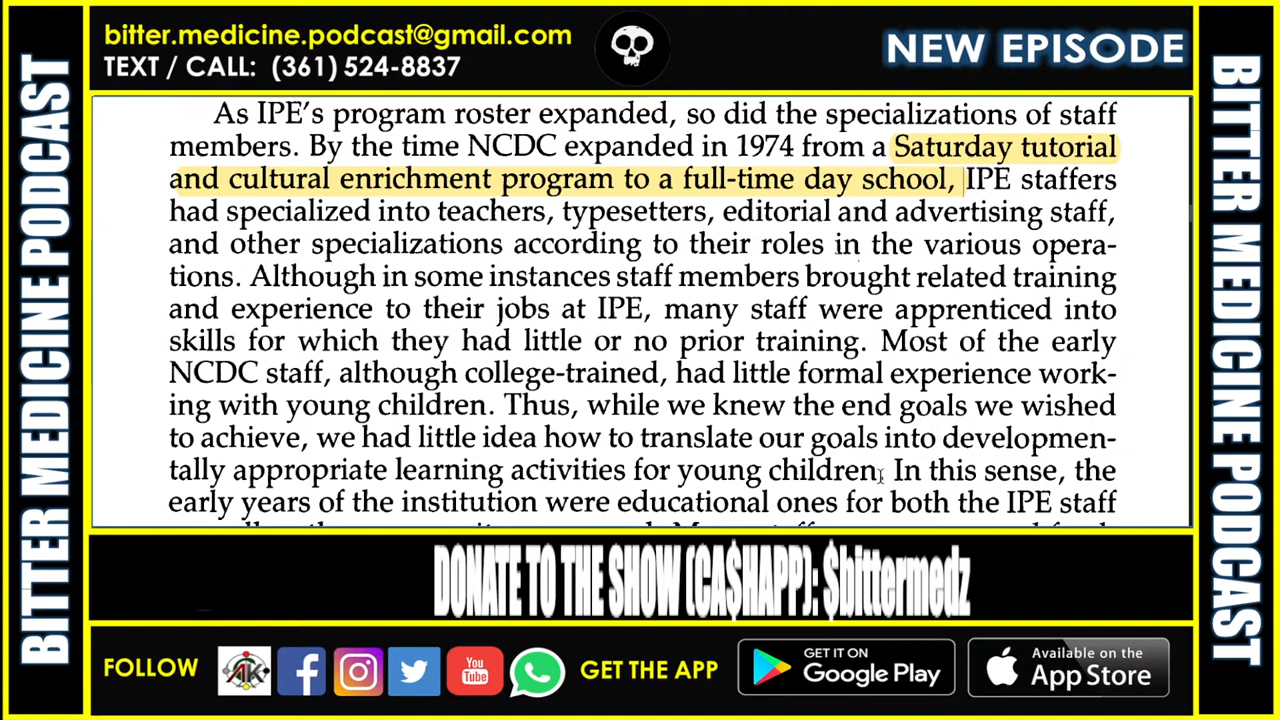 bitter.medicine.podcast@gmail.com
TEXT / CALL: (361) 524-8837
NEW EPISODE
BITTER MEDICINE PODCAST
As IPE's program roster expanded, so did the specializations of staff
members. By the time NCDC expanded in 1974 from a Saturday tutorial
and cultural enrichment program to a full-time day school, IPE staffers
had specialized into teachers, typesetters, editorial and advertising staff,
and other specializations according to their roles in the various opera-
tions. Although in some instances staff members brought related training
and experience to their jobs at IPE, many staff were apprenticed into
skills for which they had little or no prior training. Most of the early
NCDC staff, although college-trained, had little formal experience work-
ing with young children. Thus, while we knew the end goals we wished
to achieve, we had little idea how to translate our goals into developmen-
tally appropriate learning activities for young children. In this sense, the
early years of the institution were educational ones for both the IPE staff
BITTER MEDICINE PODCAST
DONATE TO THE SHOW (CA$HAPP): $bittermedz
FOLLOW
You
Tube
GET THE APP
GET IT ON
Google Play
Available on the
App Store